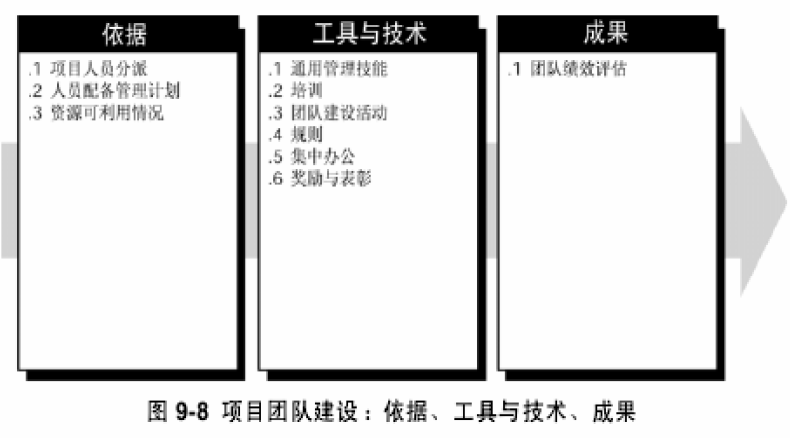 依据
.1 项目人员分派
.2 人员配备管理计划
.3 资源可利用情况
工具与技术
.1 通用管理技能
.2 培训
.3 团队建设活动
.4 规则
.5 集中办公
.6 奖励与表彰
成果
.1 团队绩效评估
图 9-8 项目团队建设：依据、工具与技术、成果